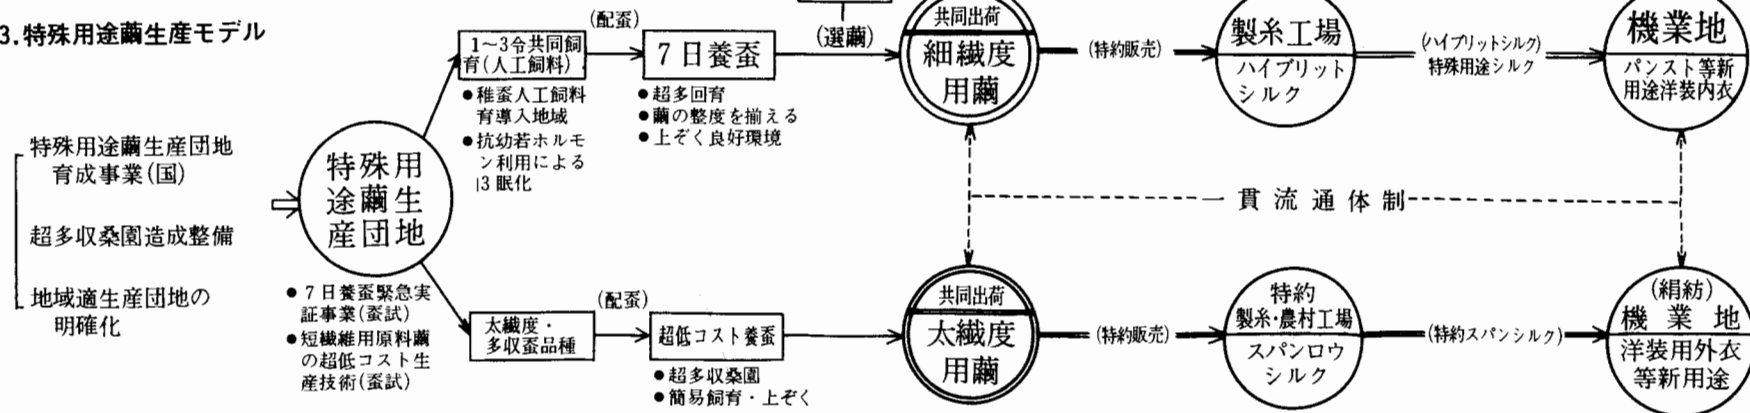 3.特殊用途繭生産モデル
特殊用途繭生産団地
育成事業(国)
超多収桑園造成整備
地域適生産団地の
明確化
特殊用
途繭生
産団地
●7日養蚕緊急実
証事業(蚕試)
●短繊維用原料繭
の超低コスト生
産技術(蚕試)
1～3令共同飼
育(人工飼料)
●稚蚕人工飼料
育導入地域
●抗幼若ホルモ
ン利用による
3眠化
(配蚕)
7日養蚕
●超多回育
●繭の整度を揃える
●上ぞく良好環境
(選繭)
共同出荷
細繊度
用繭
(特約販売)
製糸工場
ハイブリット
シルク
(ハイブリットシルク)
特殊用途シルク
機業地
パンスト等新
用途洋装内衣
一貫流通体制
太繊度・
多収蚕品種
(配蚕)
超低コスト養蚕
●超多収桑園
●簡易飼育・上ぞく
共同出荷
太繊度
用繭
(特約販売)
特約
製糸・農村工場
スパンロウ
シルク
(特約スパンシルク)
(絹紡)
機業地
洋装用外衣
等新用途